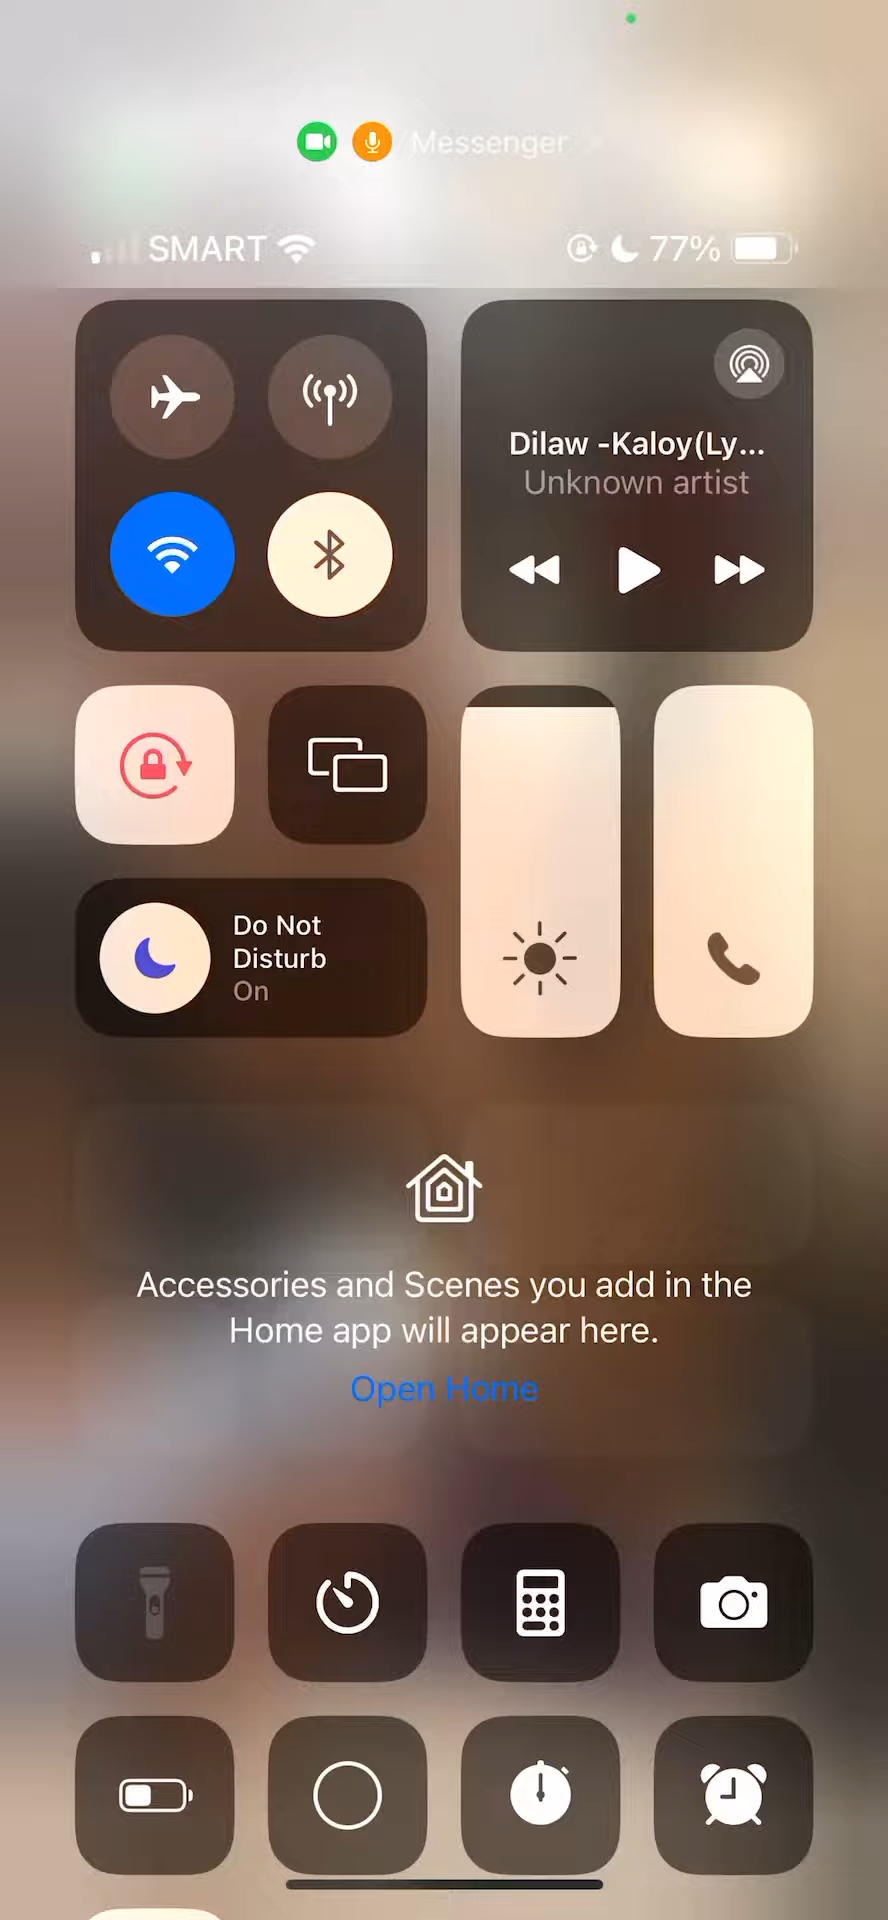 Messenger
SMART
77%
Dilaw -Kaloy(Ly...
Unknown artist
Do Not
Disturb
On
Accessories and Scenes you add in the
Home app will appear here.
Open Home